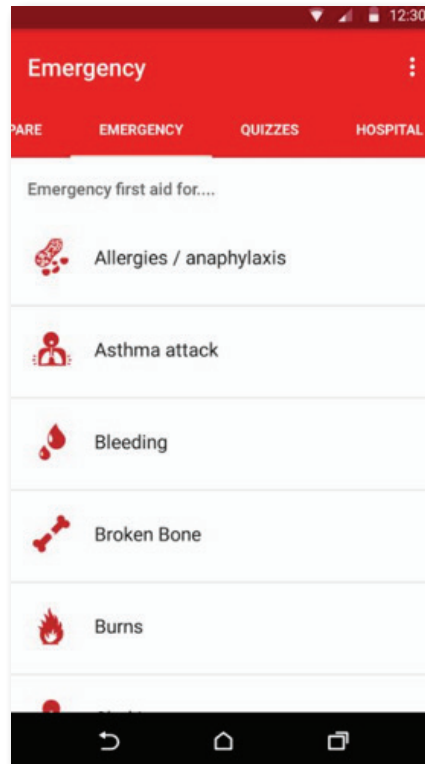 12:30
Emergency
PARE EMERGENCY QUIZZES HOSPITAL
Emergency first aid for....
Allergies / anaphylaxis
Asthma attack
Bleeding
Broken Bone
Burns